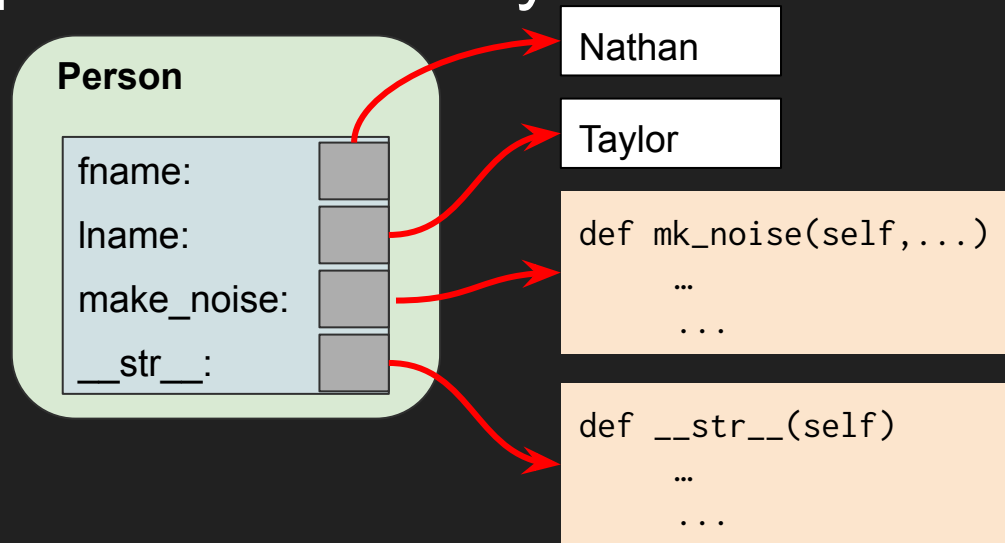 Person
fname:
lname:
make_noise:
__str__:
Nathan
Taylor
def mk_noise(self,...)
…
...
def __str__(self)
…
...